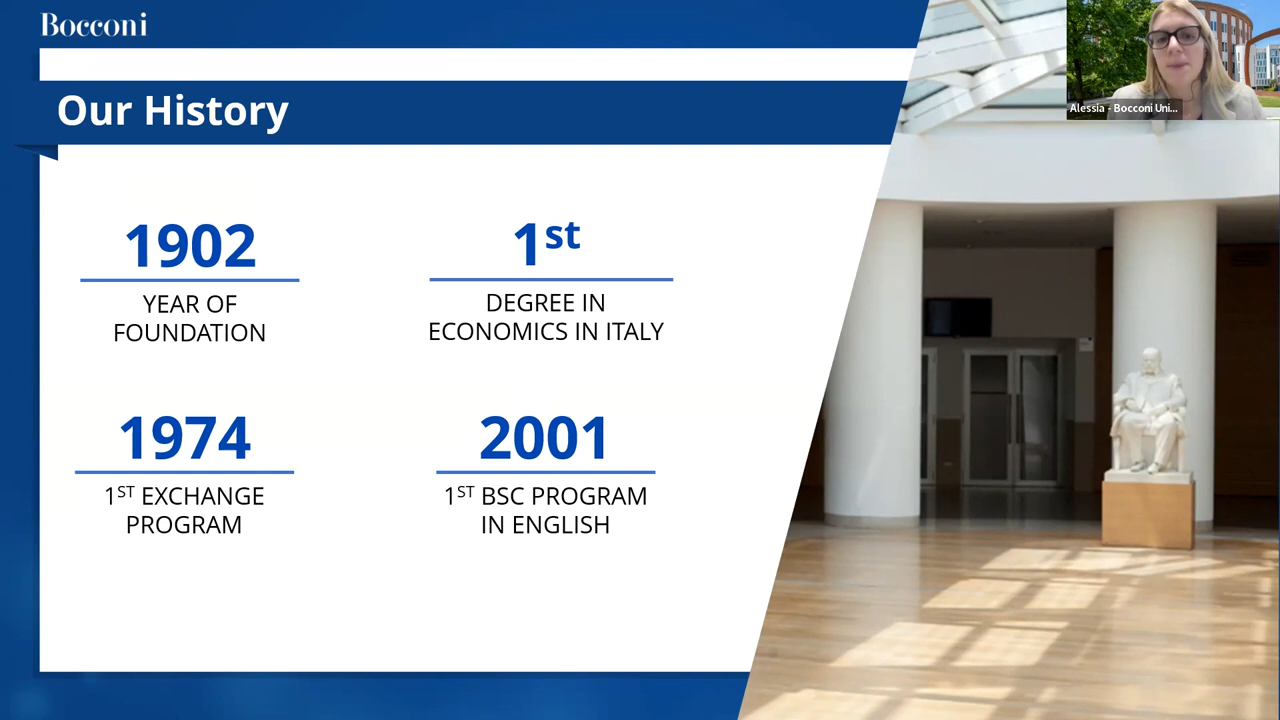 Bocconi
Alessia - Bocconi Uni...
Our History
1902
YEAR OF
FOUNDATION
1st
DEGREE IN
ECONOMICS IN ITALY
1974
1ST EXCHANGE
PROGRAM
2001
1ST BSC PROGRAM
IN ENGLISH